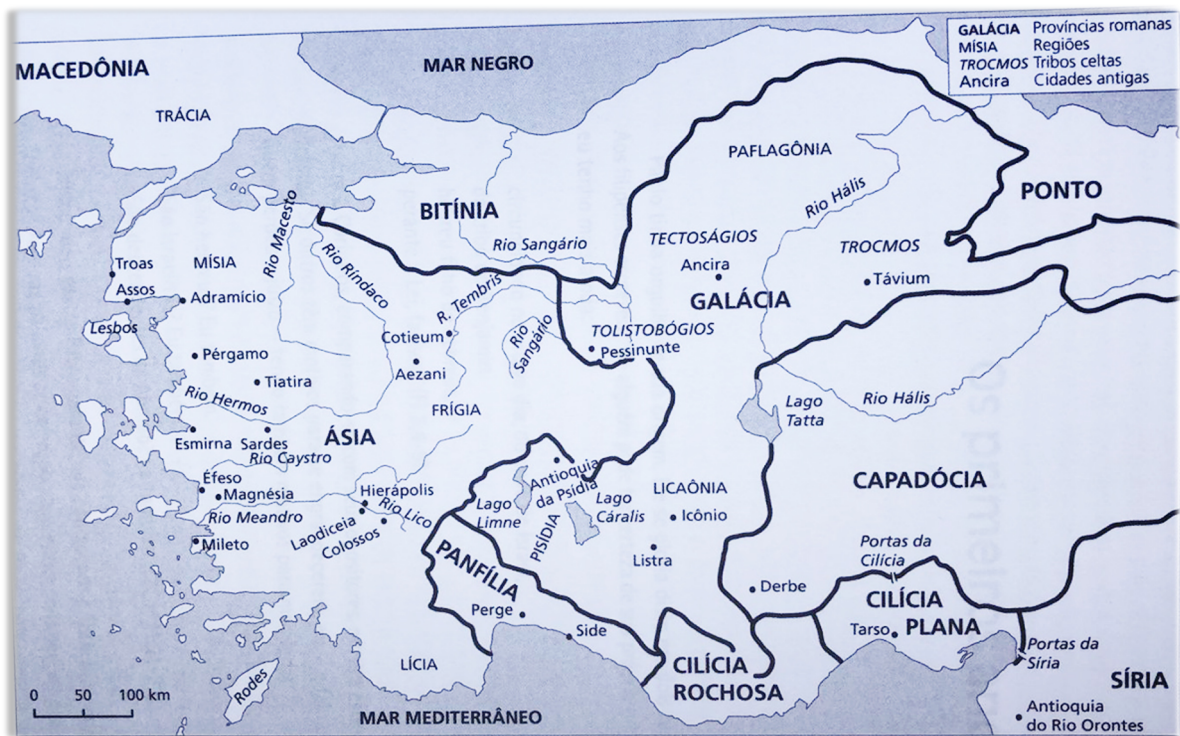 GALÁCIA Províncias romanas
MÍSIA Regiões
TROCMOS Tribos celtas
Ancira Cidades antigas
MACEDÔNIA
MAR NEGRO
TRÁCIA
PAFLAGÔNIA
PONTO
Rio Hális
BITÍNIA
Rio Macesto
Rio Ríndaco
Rio Sangário
TECTOSÁGIOS
TROCMOS
Ancira
Távium
GALÁCIA
Troas
MÍSIA
Assos
Adramício
Lesbos
R. Tembris
Cotieum
Rio
Sangário
TOLISTOBÓGIOS
Pessinunte
Pérgamo
Aezani
Tiatira
Rio Hermos
FRÍGIA
Lago
Tatta
Rio Hális
Esmirna
Sardes
ÁSIA
Rio Caystro
Éfeso
Magnésia
Hierápolis
Rio Lico
Rio Meandro
Laodiceia
Colossos
Mileto
Antioquia
da Psídia
Lago
Limne
PISÍDIA
Lago
Cáralis
LICAÔNIA
Icônio
Listra
CAPADÓCIA
Portas da
Cilícia
PANFÍLIA
Perge
Side
Derbe
CILÍCIA
PLANA
Tarso
LÍCIA
CILÍCIA
ROCHOSA
Portas da
Síria
SÍRIA
Rodes
0 50 100 km
MAR MEDITERRÂNEO
Antioquia
do Rio Orontes